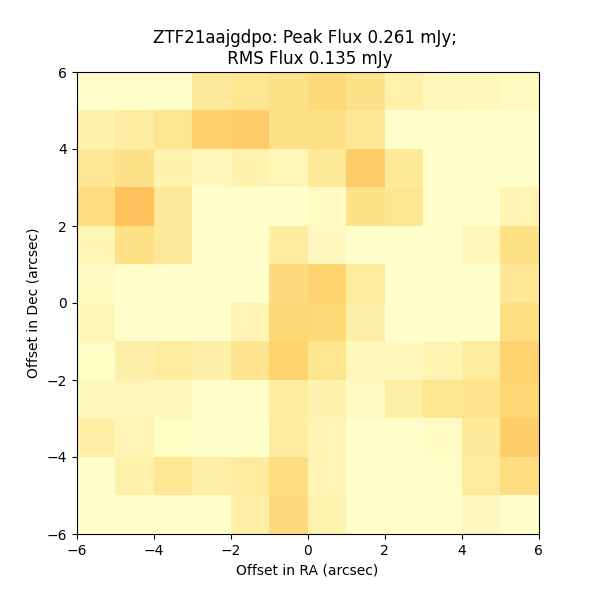 ZTF21aajgdpo: Peak Flux 0.261 mJy;
RMS Flux 0.135 mJy
6
4
2
0
−2
−4
−6
Offset in Dec (arcsec)
−6 −4 −2 0 2 4 6
Offset in RA (arcsec)